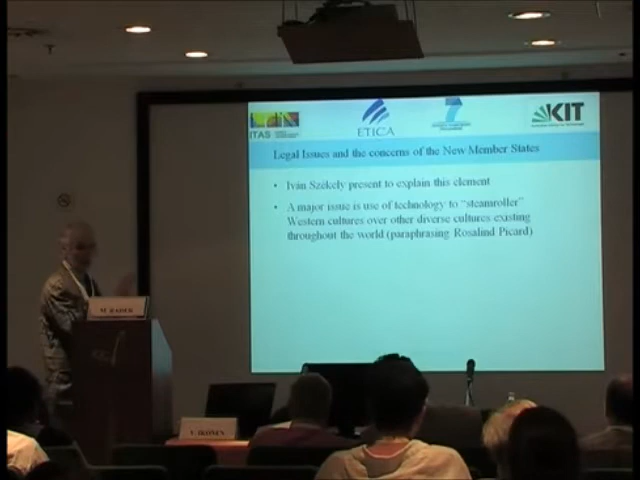 ITAS
ETICA
7
KIT
Legal Issues and the concerns of the New Member States
• Iván Székely present to explain this element
• A major issue is use of technology to “steamroller”
Western cultures over other diverse cultures existing
throughout the world (paraphrasing Rosalind Picard)
M. RADER
V. IKONEN